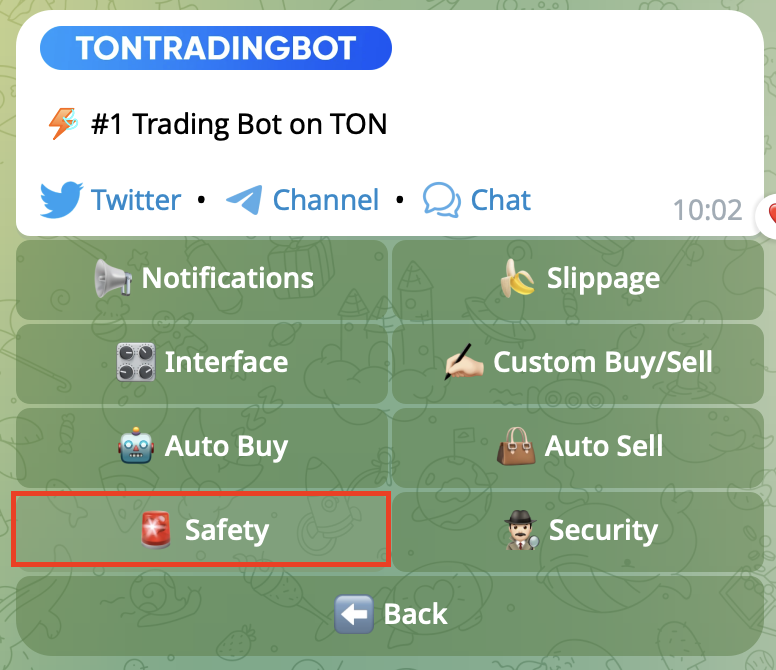 TONTRADINGBOT
#1 Trading Bot on TON
Twitter • Channel • Chat
10:02
Notifications
Slippage
Interface
Custom Buy/Sell
Auto Buy
Auto Sell
Safety
Security
Back